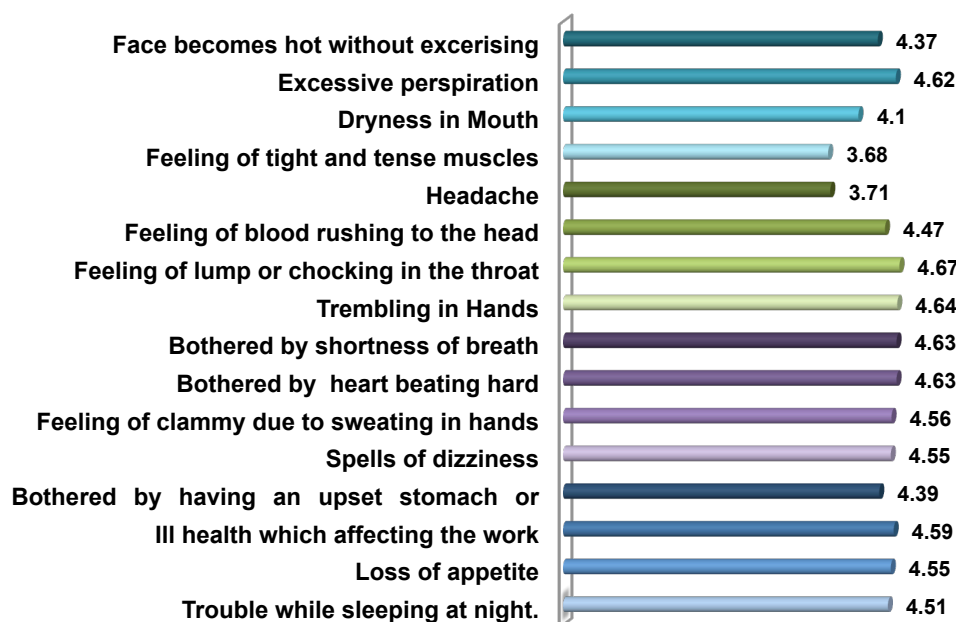 Face becomes hot without excerising 4.37
Excessive perspiration 4.62
Dryness in Mouth 4.1
Feeling of tight and tense muscles 3.68
Headache 3.71
Feeling of blood rushing to the head 4.47
Feeling of lump or chocking in the throat 4.67
Trembling in Hands 4.64
Bothered by shortness of breath 4.63
Bothered by heart beating hard 4.63
Feeling of clammy due to sweating in hands 4.56
Spells of dizziness 4.55
Bothered by having an upset stomach or 4.39
Ill health which affecting the work 4.59
Loss of appetite 4.55
Trouble while sleeping at night. 4.51